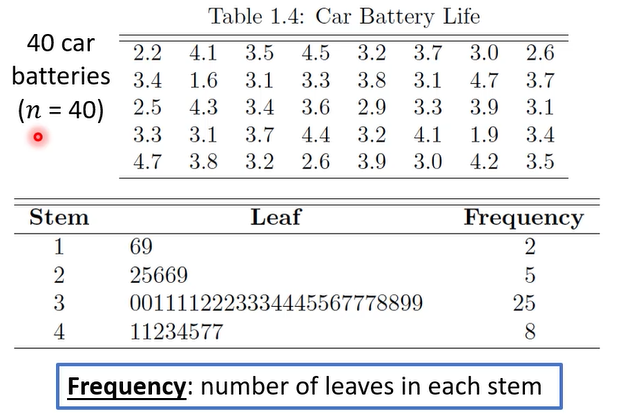 Table 1.4: Car Battery Life
40 car
batteries
(n = 40)
2.2 4.1 3.5 4.5 3.2 3.7 3.0 2.6
3.4 1.6 3.1 3.3 3.8 3.1 4.7 3.7
2.5 4.3 3.4 3.6 2.9 3.3 3.9 3.1
3.3 3.1 3.7 4.4 3.2 4.1 1.9 3.4
4.7 3.8 3.2 2.6 3.9 3.0 4.2 3.5
Stem Leaf Frequency
1 69 2
2 25669 5
3 0011112223334445567778899 25
4 11234577 8
Frequency: number of leaves in each stem